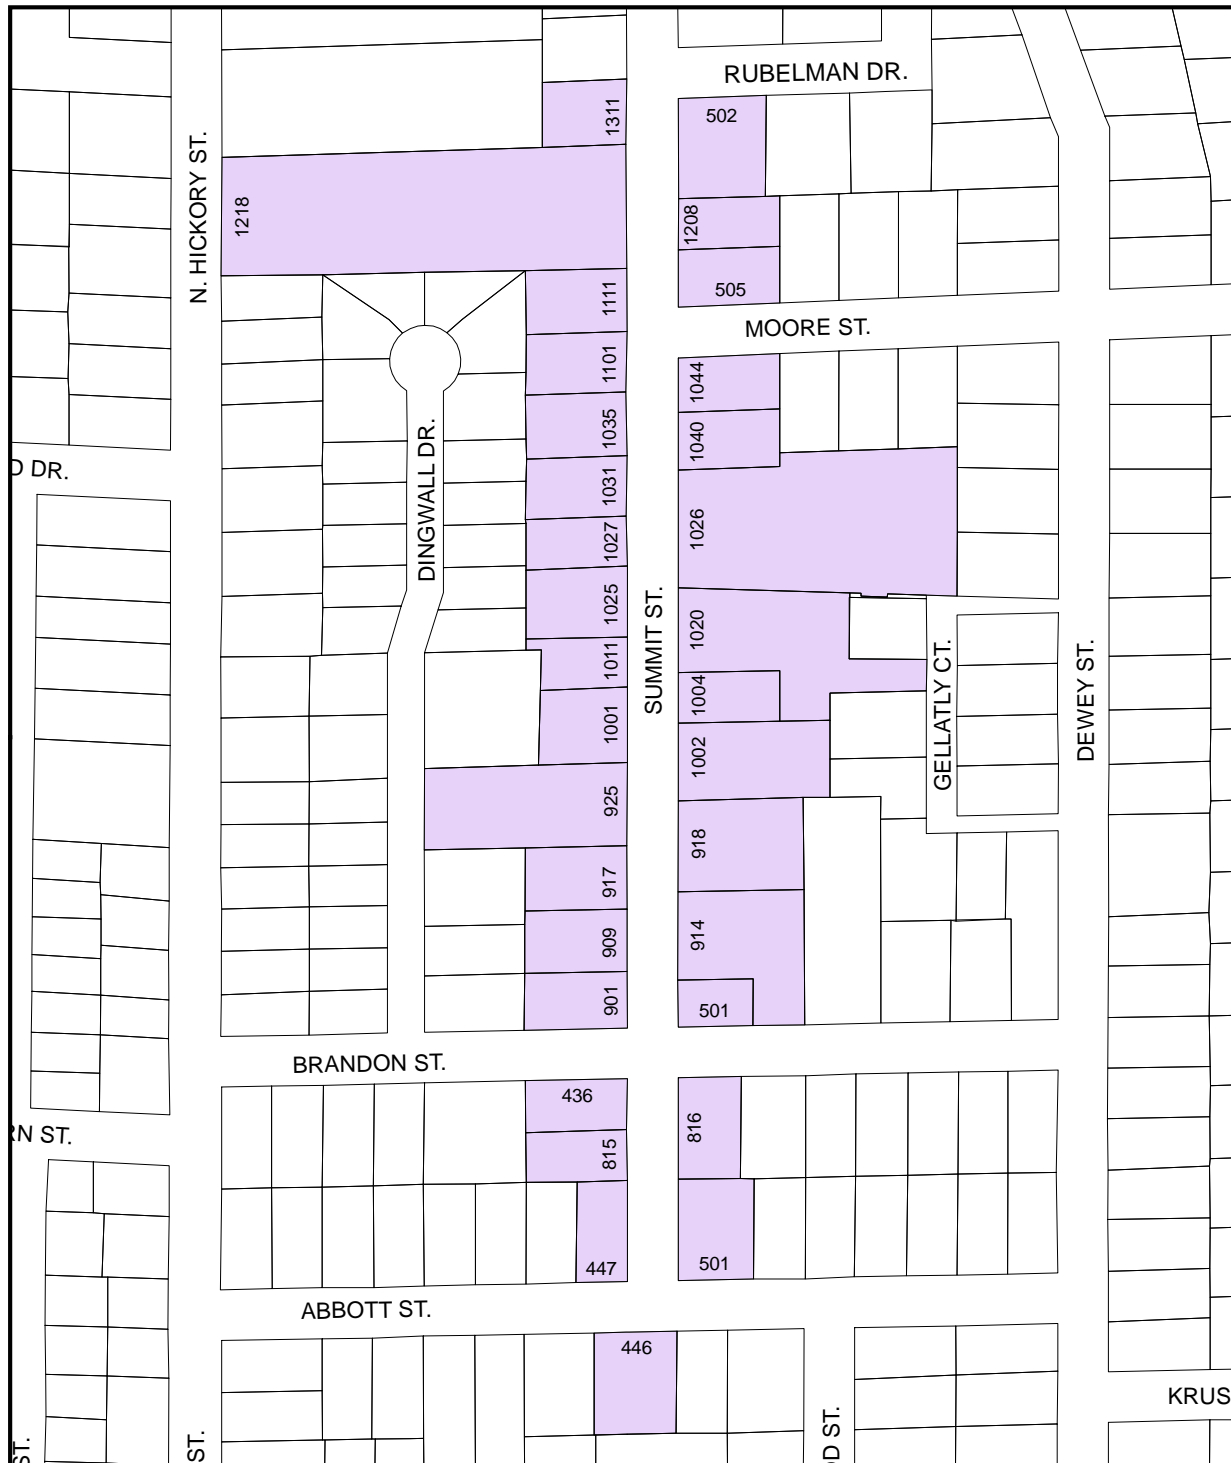 RUBELMAN DR.
1311
502
N. HICKORY ST.
1218
1208
505
1111
MOORE ST.
1101
1044
1035
1040
D DR.
DINGWALL DR.
1031
1026
1027
1025
1020
SUMMIT ST.
1011
1004
GELLATLY CT.
DEWEY ST.
1001
1002
925
918
917
914
909
901
501
BRANDON ST.
436
816
RN ST.
815
447
501
ABBOTT ST.
446
KRUS
ST.
ST.
OD ST.